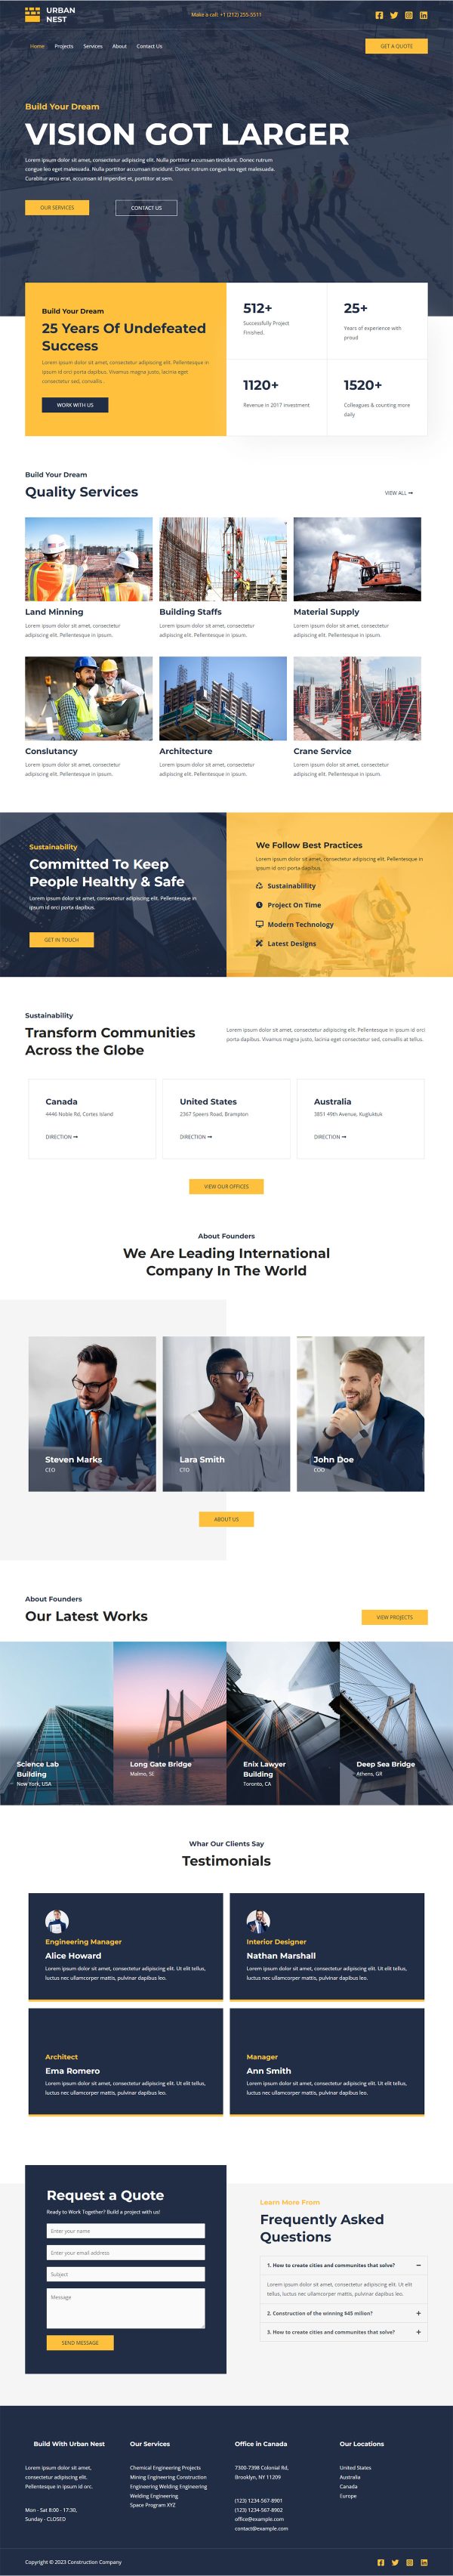 URBAN
NEST
Make a call: +1 (212) 255-5511
Home Projects Services About Contact Us
GET A QUOTE
Build Your Dream
VISION GOT LARGER
Lorem ipsum dolor sit amet, consectetur adipiscing elit. Nulla porttitor accumsan tincidunt. Donec rutrum
congue leo eget malesuada. Nulla porttitor accumsan tincidunt. Donec rutrum congue leo eget malesuada.
Curabitur arcu erat, accumsan id imperdiet et, porttitor at sem.
OUR SERVICES
CONTACT US
Build Your Dream
25 Years Of Undefeated
Success
Lorem ipsum dolor sit amet, consectetur adipiscing elit. Pellentesque in
ipsum id orci porta dapibus. Vivamus magna justo, lacinia eget
consectetur sed, convallis .
WORK WITH US
512+
Successfully Project
Finished.
25+
Years of experience with
proud
1120+
Revenue in 2017 investment
1520+
Colleagues & counting more
daily
Build Your Dream
Quality Services
VIEW ALL
Land Minning
Lorem ipsum dolor sit amet, consectetur
adipiscing elit. Pellentesque in ipsum.
Building Staffs
Lorem ipsum dolor sit amet, consectetur
adipiscing elit. Pellentesque in ipsum.
Material Supply
Lorem ipsum dolor sit amet, consectetur
adipiscing elit. Pellentesque in ipsum.
Conslutancy
Lorem ipsum dolor sit amet, consectetur
adipiscing elit. Pellentesque in ipsum.
Architecture
Lorem ipsum dolor sit amet, consectetur
adipiscing elit. Pellentesque in ipsum.
Crane Service
Lorem ipsum dolor sit amet, consectetur
adipiscing elit. Pellentesque in ipsum.
Sustainability
Committed To Keep
People Healthy & Safe
Lorem ipsum dolor sit amet, consectetur adipiscing elit. Pellentesque in
ipsum id orci porta dapibus.
GET IN TOUCH
We Follow Best Practices
Lorem ipsum dolor sit amet, consectetur adipiscing elit. Pellentesque in
ipsum id orci porta dapibus.
Sustainablility
Project On Time
Modern Technology
Latest Designs
Sustainability
Transform Communities
Across the Globe
Lorem ipsum dolor sit amet, consectetur adipiscing elit. Pellentesque in ipsum id orci
porta dapibus. Vivamus magna justo, lacinia eget consectetur sed, convallis at tellus.
Canada
4446 Noble Rd, Cortes Island
DIRECTION
United States
2367 Speers Road, Brampton
DIRECTION
Australia
3851 49th Avenue, Kugluktuk
DIRECTION
VIEW OUR OFFICES
About Founders
We Are Leading International
Company In The World
Steven Marks
CEO
Lara Smith
CTO
John Doe
COO
ABOUT US
About Founders
Our Latest Works
VIEW PROJECTS
Science Lab
Building
New York, USA
Long Gate Bridge
Malmo, SE
Enix Lawyer
Building
Toronto, CA
Deep Sea Bridge
Athens, GR
Whar Our Clients Say
Testimonials
Engineering Manager
Alice Howard
Lorem ipsum dolor sit amet, consectetur adipiscing elit. Ut elit tellus,
luctus nec ullamcorper mattis, pulvinar dapibus leo.
Interior Designer
Nathan Marshall
Lorem ipsum dolor sit amet, consectetur adipiscing elit. Ut elit tellus,
luctus nec ullamcorper mattis, pulvinar dapibus leo.
Architect
Ema Romero
Lorem ipsum dolor sit amet, consectetur adipiscing elit. Ut elit tellus,
luctus nec ullamcorper mattis, pulvinar dapibus leo.
Manager
Ann Smith
Lorem ipsum dolor sit amet, consectetur adipiscing elit. Ut elit tellus,
luctus nec ullamcorper mattis, pulvinar dapibus leo.
Request a Quote
Ready to Work Together? Build a project with us!
Enter your name
Enter your email address
Subject
Message
SEND MESSAGE
Learn More From
Frequently Asked
Questions
1. How to create cities and communites that solve?
Lorem ipsum dolor sit amet, consectetur adipiscing elit. Ut elit
tellus, luctus nec ullamcorper mattis, pulvinar dapibus leo.
2. Construction of the winning $45 milion?
3. How to create cities and communites that solve?
Build With Urban Nest
Lorem ipsum dolor sit amet,
consectetur adipiscing elit.
Pellentesque in ipsum id orc.
Mon - Sat 8:00 - 17:30,
Sunday - CLOSED
Our Services
Chemical Engineering Projects
Mining Engineering Construction
Engineering Welding Engineering
Welding Engineering
Space Program XYZ
Office in Canada
7300-7398 Colonial Rd,
Brooklyn, NY 11209
(123) 1234-567-8901
(123) 1234-567-8902
office@example.com
contact@example.com
Our Locations
United States
Australia
Canada
Europe
Copyright © 2023 Construction Company